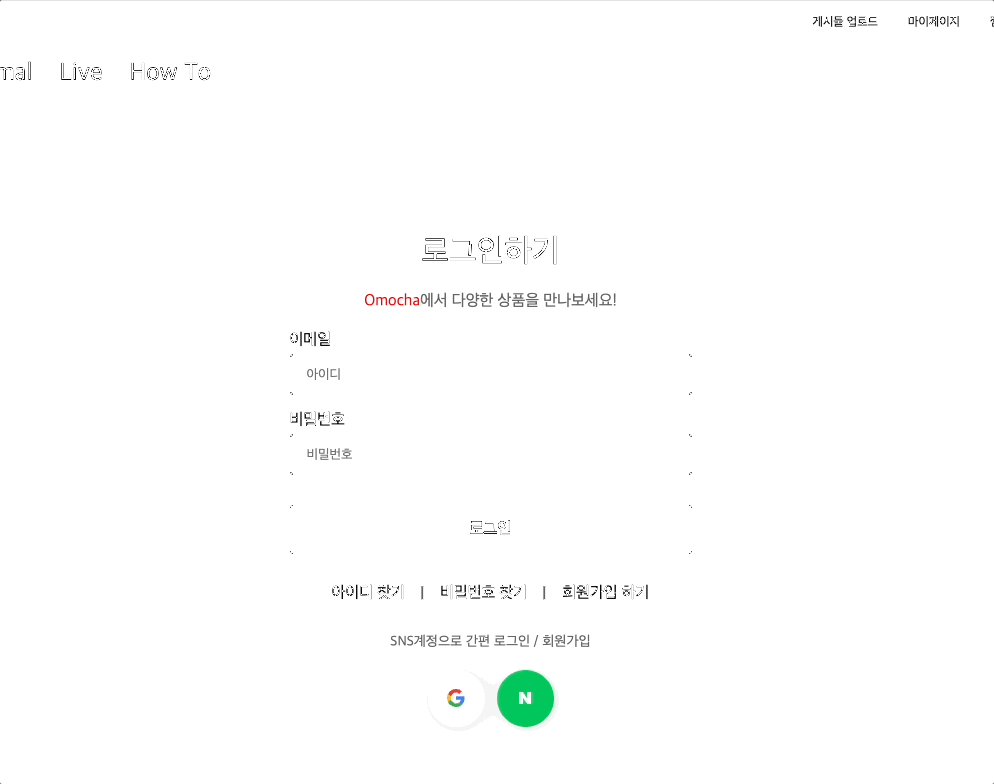 게시글 업로드 마이페이지
mal Live How To
로그인하기
Omocha에서 다양한 상품을 만나보세요!
이메일
아이디
비밀번호
비밀번호
로그인
아이디 찾기 | 비밀번호 찾기 | 회원가입 하기
SNS계정으로 간편 로그인 / 회원가입
G N